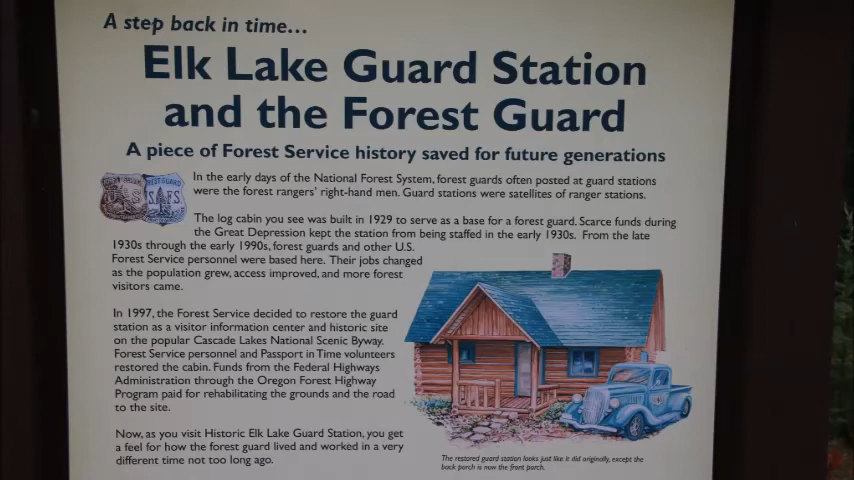 A step back in time...
Elk Lake Guard Station
and the Forest Guard
A piece of Forest Service history saved for future generations
In the early days of the National Forest System, forest guards often posted at guard stations
were the forest rangers' right-hand men. Guard stations were satellites of ranger stations.
The log cabin you see was built in 1929 to serve as a base for a forest guard. Scarce funds during
the Great Depression kept the station from being staffed in the early 1930s. From the late
1930s through the early 1990s, forest guards and other U.S.
Forest Service personnel were based here. Their jobs changed
as the population grew, access improved, and more forest
visitors came.
In 1997, the Forest Service decided to restore the guard
station as a visitor information center and historic site
on the popular Cascade Lakes National Scenic Byway.
Forest Service personnel and Passport in Time volunteers
restored the cabin. Funds from the Federal Highways
Administration through the Oregon Forest Highway
Program paid for rehabilitating the grounds and the road
to the site.
Now, as you visit Historic Elk Lake Guard Station, you get
a feel for how the forest guard lived and worked in a very
different time not too long ago.
The restored guard station looks just like it did originally, except the
back porch is now the front porch.